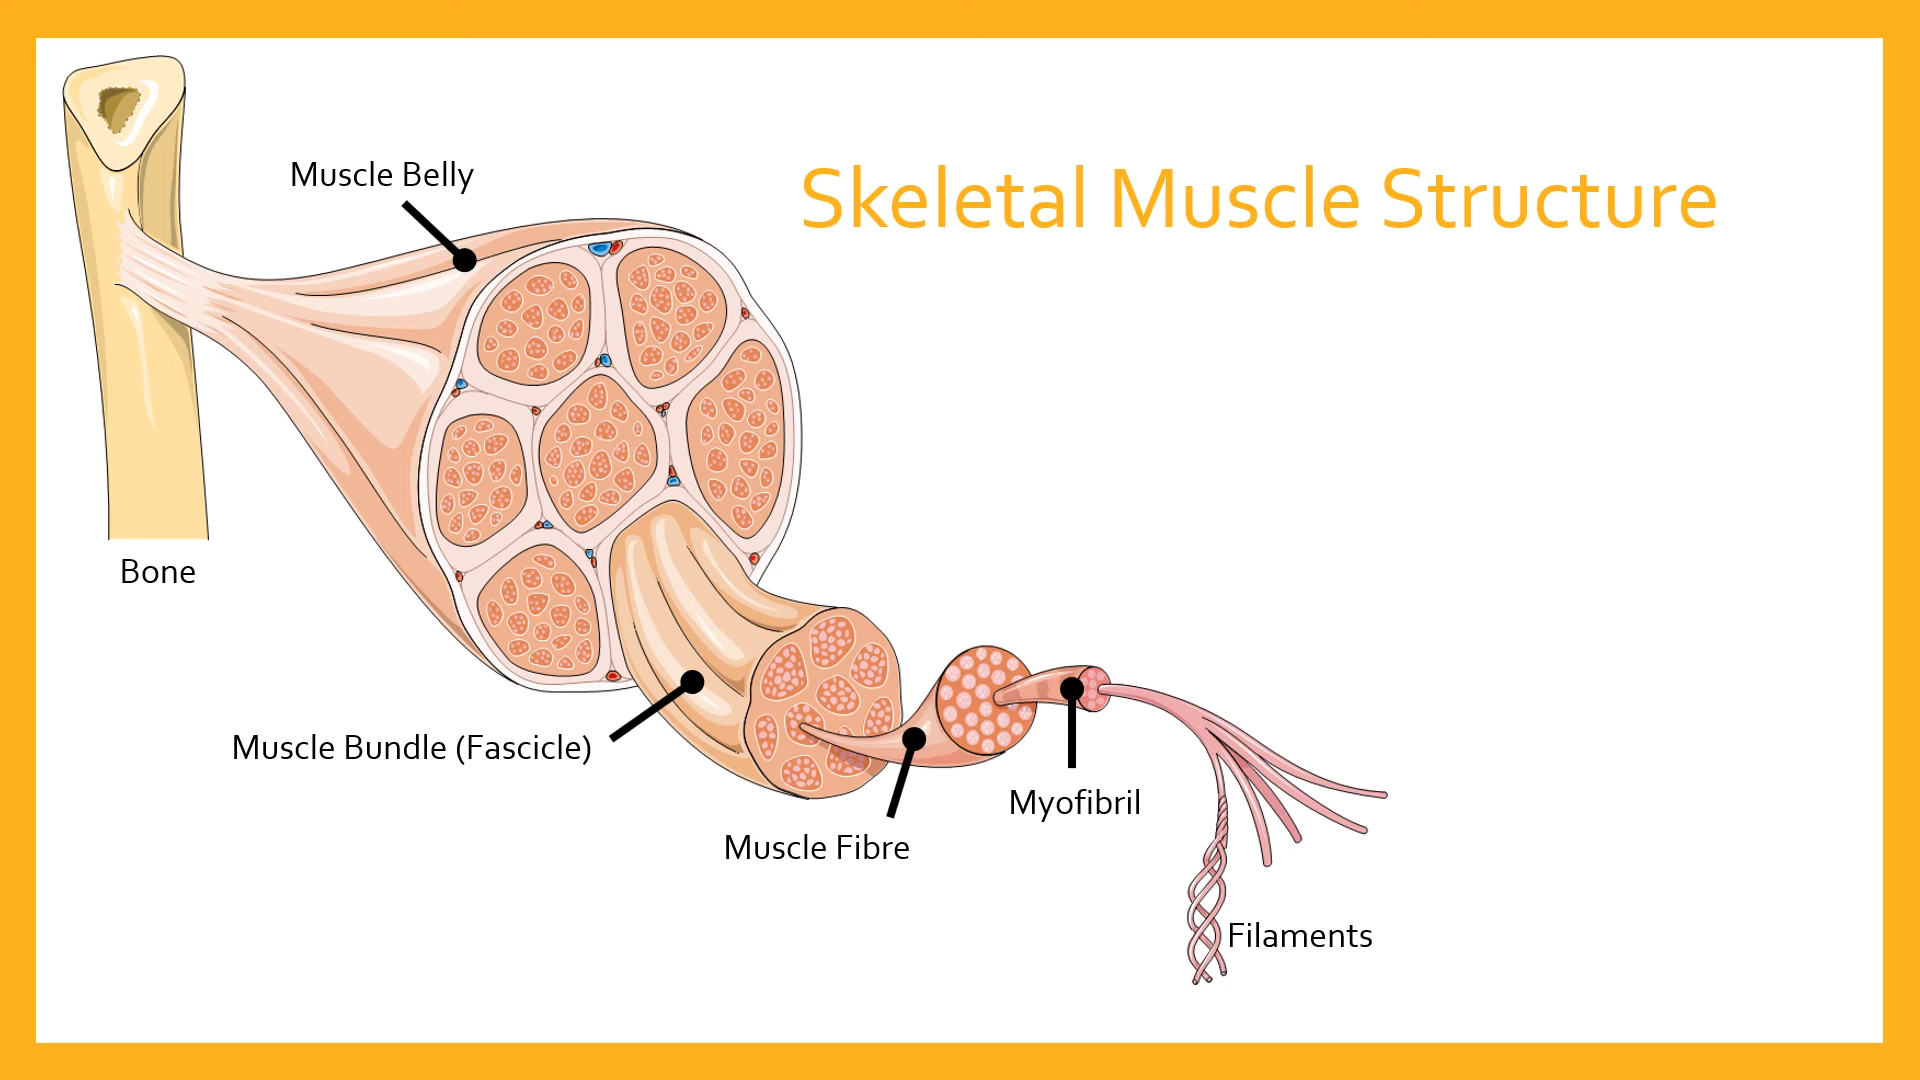 Skeletal Muscle Structure
Muscle Belly
Bone
Muscle Bundle (Fascicle)
Muscle Fibre
Myofibril
Filaments